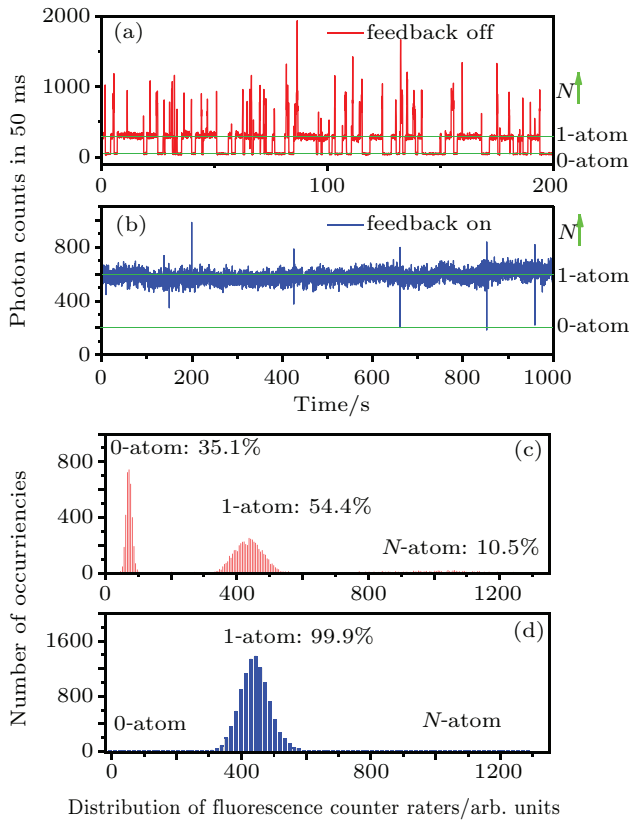 Photon counts in 50 ms
(a)
feedback off
2000
1000
0
N
1-atom
0-atom
0
100
200
(b)
feedback on
N
800
1-atom
400
0-atom
0
0
200
400
600
800
1000
Time/s
Number of occurriencies
800
0-atom: 35.1%
(c)
1-atom: 54.4%
400
N-atom: 10.5%
0
0
400
800
1200
1-atom: 99.9%
(d)
1600
800
0-atom
N-atom
0
0
400
800
1200
Distribution of fluorescence counter raters/arb. units